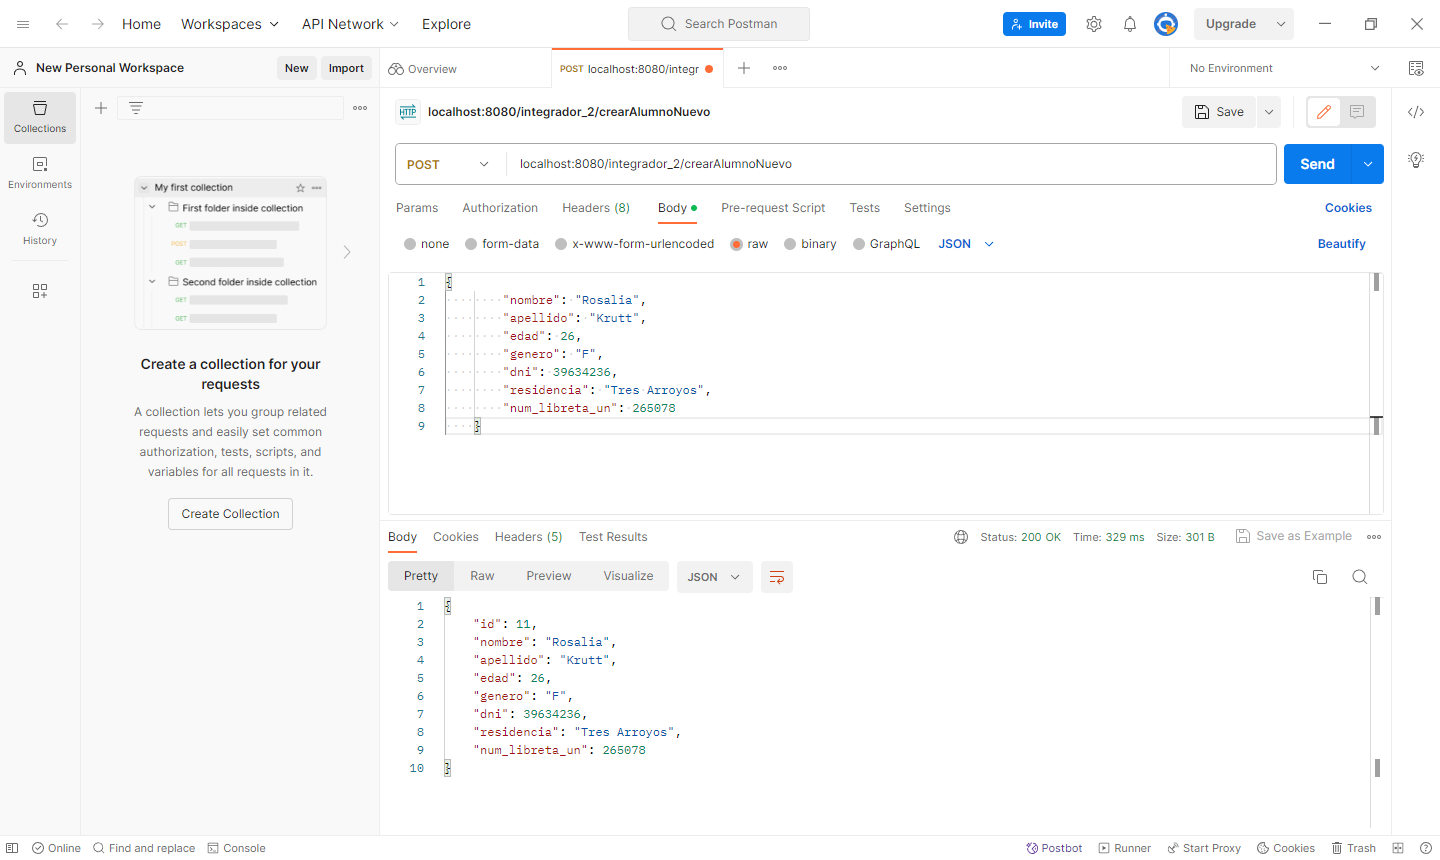 Home Workspaces API Network Explore Search Postman Invite Upgrade
New Personal Workspace New Import Overview POST localhost:8080/integr No Environment
HTTP localhost:8080/integrador_2/crearAlumnoNuevo Save
Collections
Environments
History
My first collection
First folder inside collection
GET
POST
GET
Second folder inside collection
GET
GET
Create a collection for your
requests
A collection lets you group related
requests and easily set common
authorization, tests, scripts, and
variables for all requests in it.
Create Collection
POST localhost:8080/integrador_2/crearAlumnoNuevo Send
Params Authorization Headers (8) Body Pre-request Script Tests Settings Cookies
none form-data x-www-form-urlencoded raw binary GraphQL JSON Beautify
1 {
2 "nombre": "Rosalia",
3 "apellido": "Krutt",
4 "edad": 26,
5 "genero": "F",
6 "dni": 39634236,
7 "residencia": "Tres Arroyos",
8 "num_libreta_un": 265078
9 }
Body Cookies Headers (5) Test Results Status: 200 OK Time: 329 ms Size: 301 B Save as Example
Pretty Raw Preview Visualize JSON
1 {
2 "id": 11,
3 "nombre": "Rosalia",
4 "apellido": "Krutt",
5 "edad": 26,
6 "genero": "F",
7 "dni": 39634236,
8 "residencia": "Tres Arroyos",
9 "num_libreta_un": 265078
10 }
Online Find and replace Console Postbot Runner Start Proxy Cookies Trash